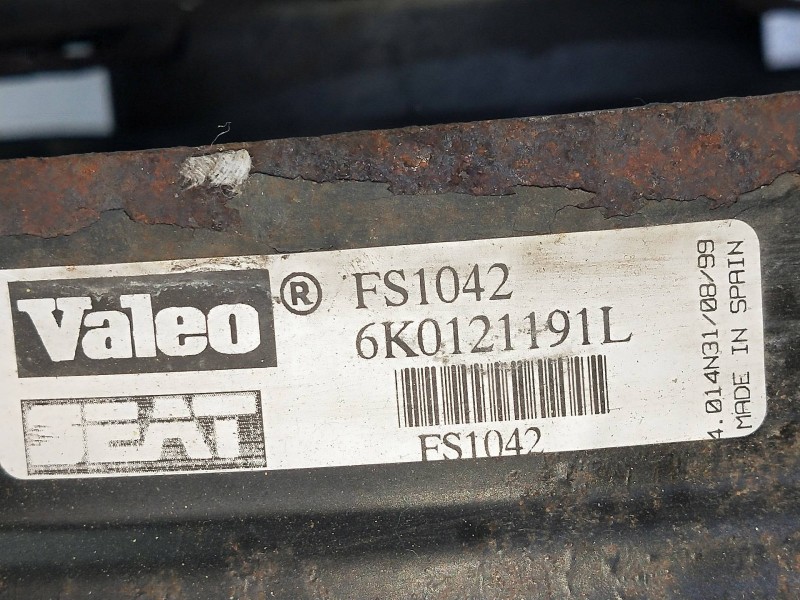 Valeo®
SEAT
FS1042
6K0121191L
FS1042
4.014N31/08/99
MADE IN SPAIN